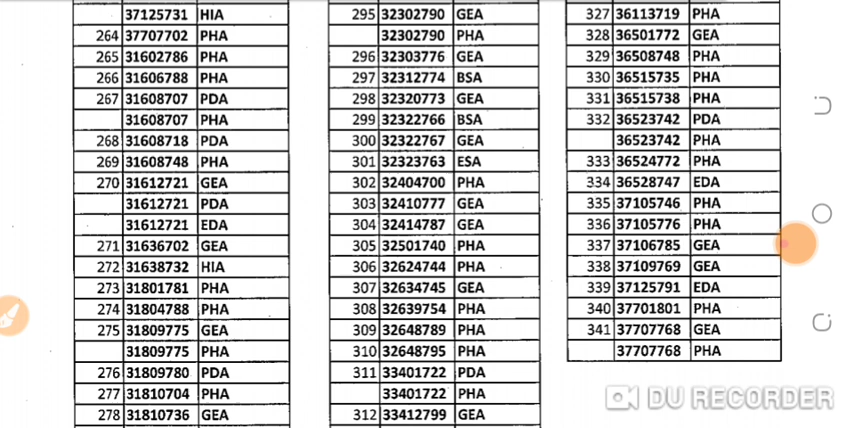 37125731 HIA
264 37707702 PHA
265 31602786 PHA
266 31606788 PHA
267 31608707 PDA
31608707 PHA
268 31608718 PDA
269 31608748 PHA
270 31612721 GEA
31612721 PDA
31612721 EDA
271 31636702 GEA
272 31638732 HIA
273 31801781 PHA
274 31804788 PHA
275 31809775 GEA
31809775 PHA
276 31809780 PDA
277 31810704 PHA
278 31810736 GEA
295 32302790 GEA
32302790 PHA
296 32303776 GEA
297 32312774 BSA
298 32320773 GEA
299 32322766 BSA
300 32322767 GEA
301 32323763 ESA
302 32404700 PHA
303 32410777 GEA
304 32414787 GEA
305 32501740 PHA
306 32624744 PHA
307 32634745 GEA
308 32639754 PHA
309 32648789 PHA
310 32648795 PHA
311 33401722 PDA
33401722 PHA
312 33412799 GEA
327 36113719 PHA
328 36501772 GEA
329 36508748 PHA
330 36515735 PHA
331 36515738 PHA
332 36523742 PDA
36523742 PHA
333 36524772 PHA
334 36528747 EDA
335 37105746 PHA
336 37105776 PHA
337 37106785 GEA
338 37109769 GEA
339 37125791 EDA
340 37701801 PHA
341 37707768 GEA
37707768 PHA
DU RECORDER